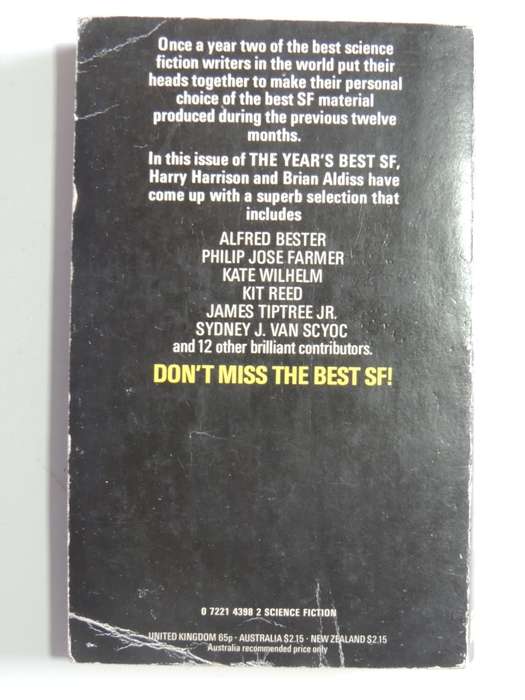 Once a year two of the best science
fiction writers in the world put their
heads together to make their personal
choice of the best SF material
produced during the previous twelve
months.
In this issue of THE YEAR'S BEST SF,
Harry Harrison and Brian Aldiss have
come up with a superb selection that
includes
ALFRED BESTER
PHILIP JOSE FARMER
KATE WILHELM
KIT REED
JAMES TIPTREE JR.
SYDNEY J. VAN SCYOC
and 12 other brilliant contributors.
DON'T MISS THE BEST SF!
0 7221 4398 2 SCIENCE FICTION
UNITED KINGDOM 65p · AUSTRALIA $2.15 · NEW ZEALAND $2.15
Australia recommended price only